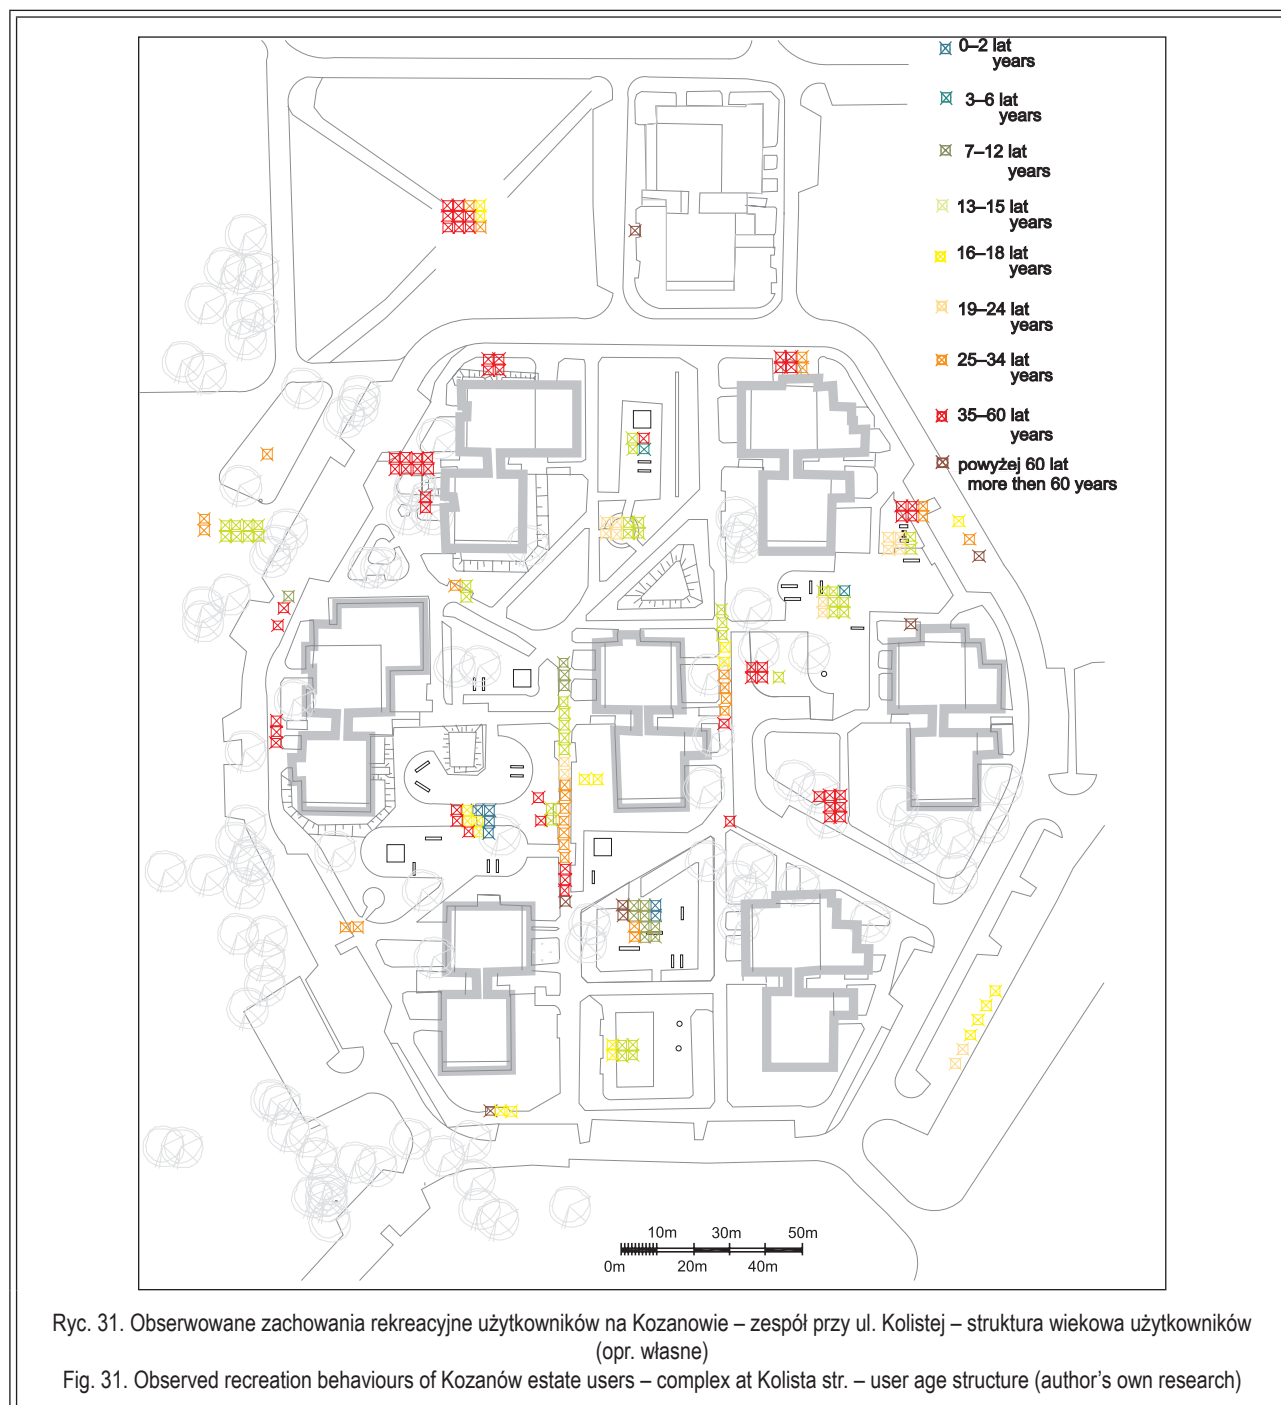 0–2 lat
years
3–6 lat
years
7–12 lat
years
13–15 lat
years
16–18 lat
years
19–24 lat
years
25–34 lat
years
35–60 lat
years
powyżej 60 lat
more then 60 years
10m 30m 50m
0m 20m 40m
Ryc. 31. Obserwowane zachowania rekreacyjne użytkowników na Kozanowie – zespół przy ul. Kolistej – struktura wiekowa użytkowników
(opr. własne)
Fig. 31. Observed recreation behaviours of Kozanów estate users – complex at Kolista str. – user age structure (author's own research)